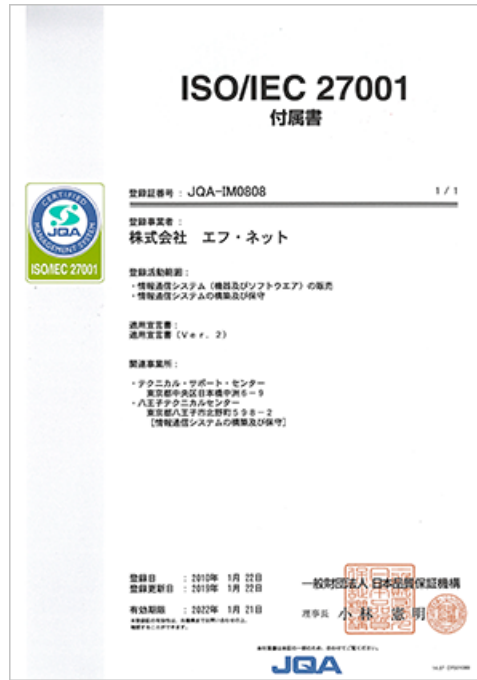 ISO/IEC 27001
付属書
登録証番号 : JQA-IM0808
1 / 1
登録事業者 :
株式会社 エフ・ネット
CERTIFIED
JQA
MANAGEMENT SYSTEM
ISO/IEC 27001
登録活動範囲 :
・情報通信システム (機器及びソフトウエア) の販売
・情報通信システムの構築及び保守
適用宣言書 :
適用宣言書 (Ver. 2)
関連事業所 :
・テクニカル・サポート・センター
東京都中央区日本橋中洲6-9
・八王子テクニカルセンター
東京都八王子市北野町598-2
[情報通信システムの構築及び保守]
登録日 : 2010年 1月 22日
登録更新日 : 2019年 1月 22日
有効期限 : 2022年 1月 21日
一般財団法人 日本品質保証機構
理事長 小林 憲明
JQA